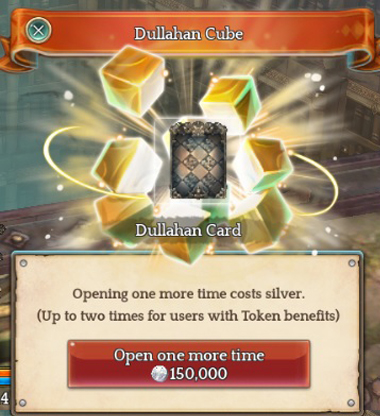 Dullahan Cube
Dullahan Card
Opening one more time costs silver.
(Up to two times for users with Token benefits)
Open one more time
150,000
4